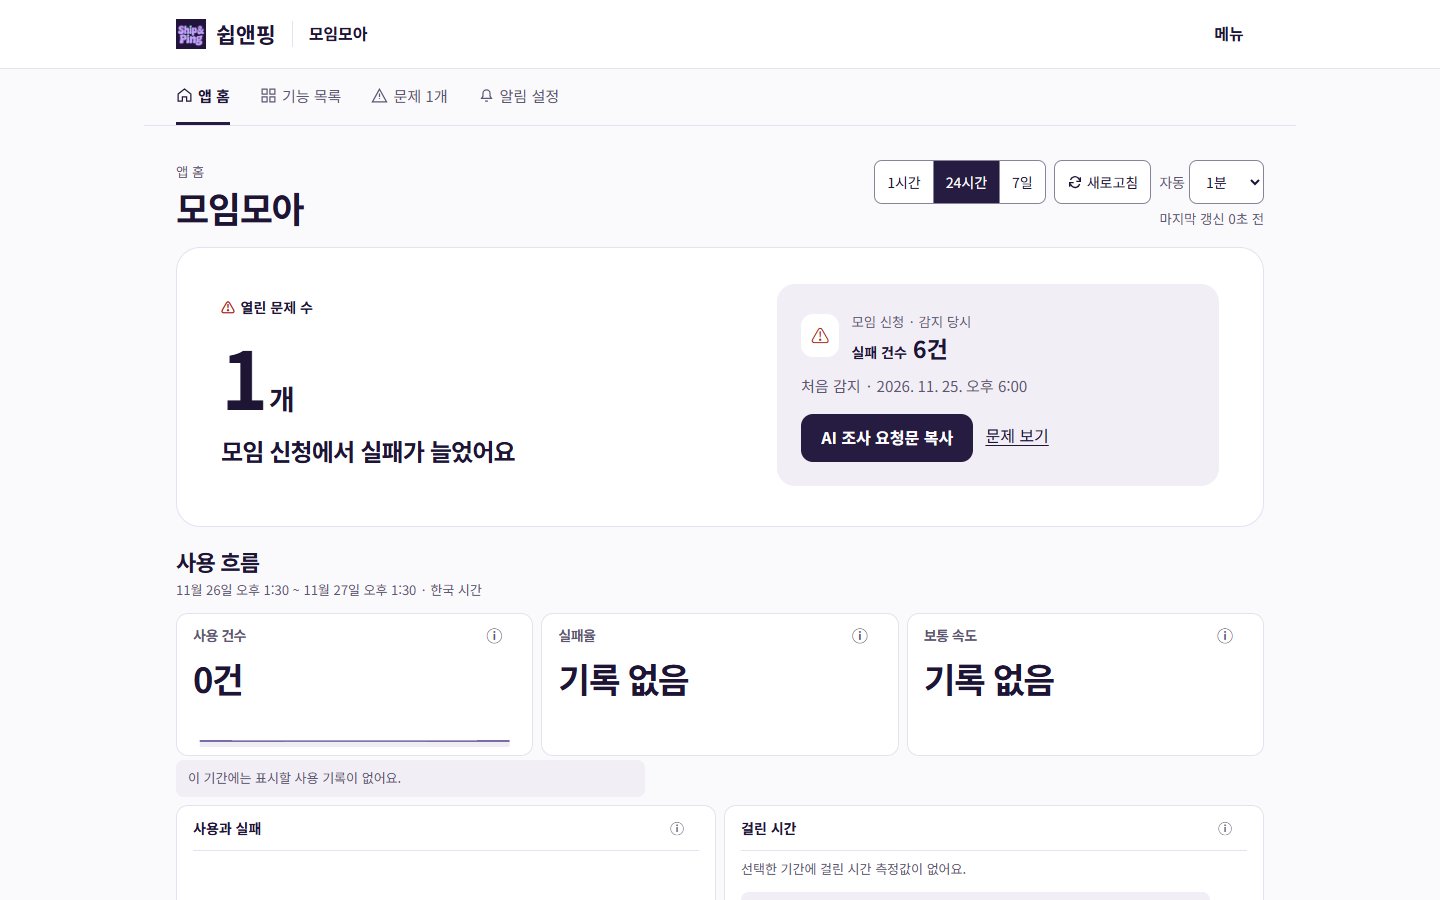 Ship& Ping
쉽앤핑
모임모아
메뉴
앱 홈
기능 목록
문제 1개
알림 설정
앱 홈
모임모아
1시간
24시간
7일
새로고침
자동
1분
마지막 갱신 0초 전
열린 문제 수
1개
모임 신청에서 실패가 늘었어요
모임 신청 · 감지 당시
실패 건수 6건
처음 감지 · 2026. 11. 25. 오후 6:00
AI 조사 요청문 복사
문제 보기
사용 흐름
11월 26일 오후 1:30 ~ 11월 27일 오후 1:30 · 한국 시간
사용 건수
0건
실패율
기록 없음
보통 속도
기록 없음
이 기간에는 표시할 사용 기록이 없어요.
사용과 실패
걸린 시간
선택한 기간에 걸린 시간 측정값이 없어요.